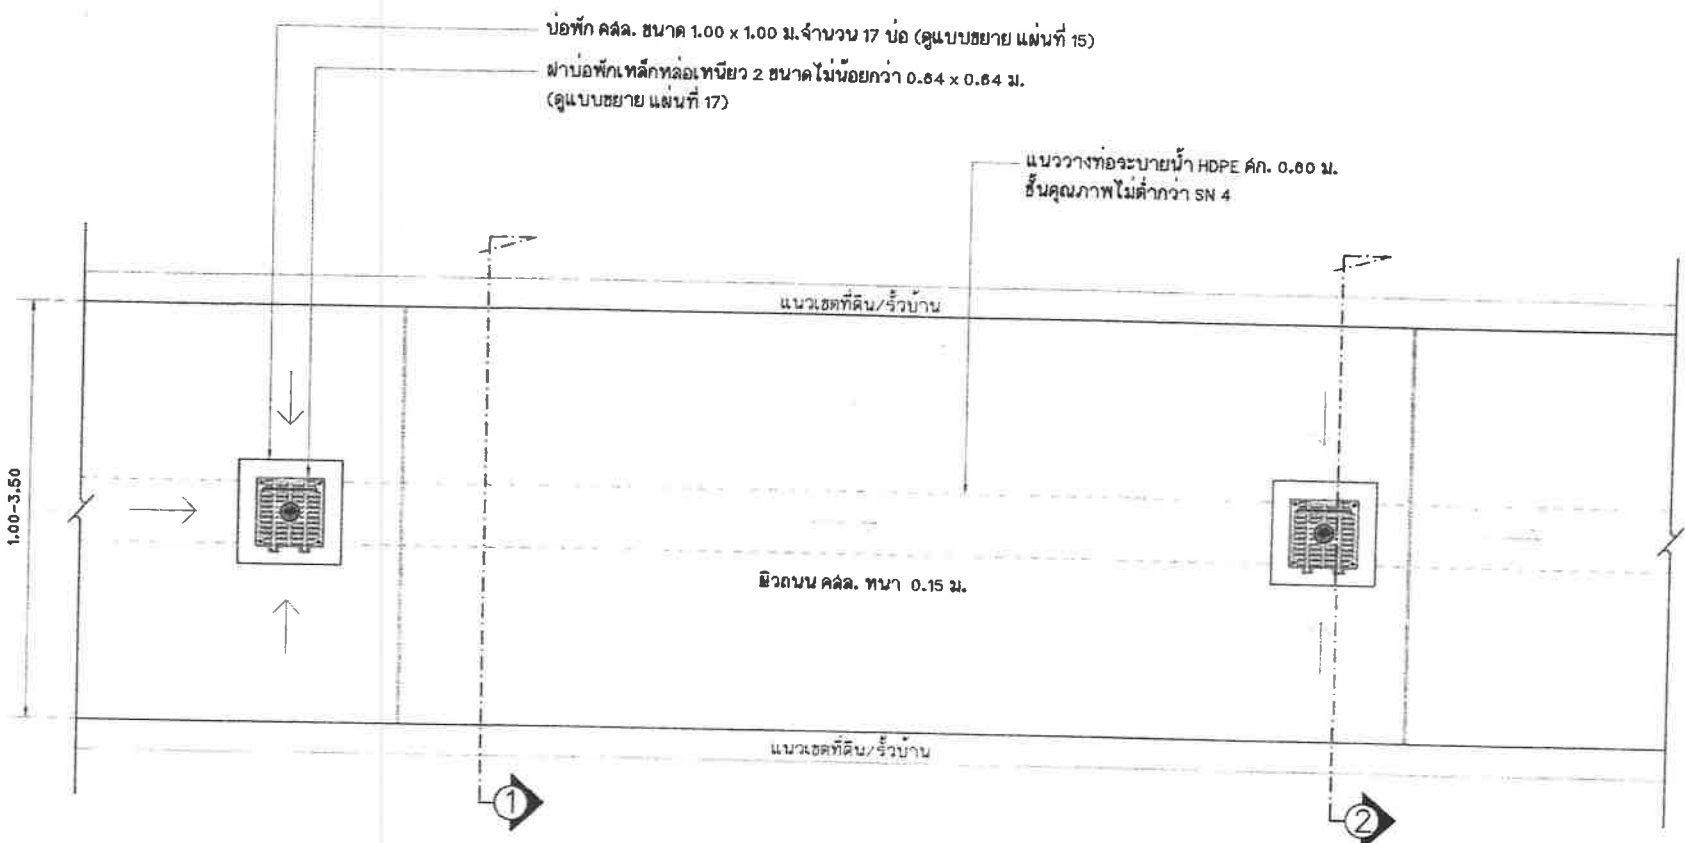 บ่อพัก คสล. ขนาด 1.00 x 1.00 ม.จำนวน 17 บ่อ (ดูแบบขยาย แผ่นที่ 15)
ฝาบ่อพักเหล็กหล่อเหนียว 2 ขนาดไม่น้อยกว่า 0.64 x 0.64 ม.
(ดูแบบขยาย แผ่นที่ 17)
แนววางท่อระบายน้ำ HDPE ศก. 0.60 ม.
ชั้นคุณภาพไม่ต่ำกว่า SN 4
แนวเขตที่ดิน/รั้วบ้าน
1.00-3.50
ผิวถนน คสล. หนา 0.15 ม.
แนวเขตที่ดิน/รั้วบ้าน
1
2